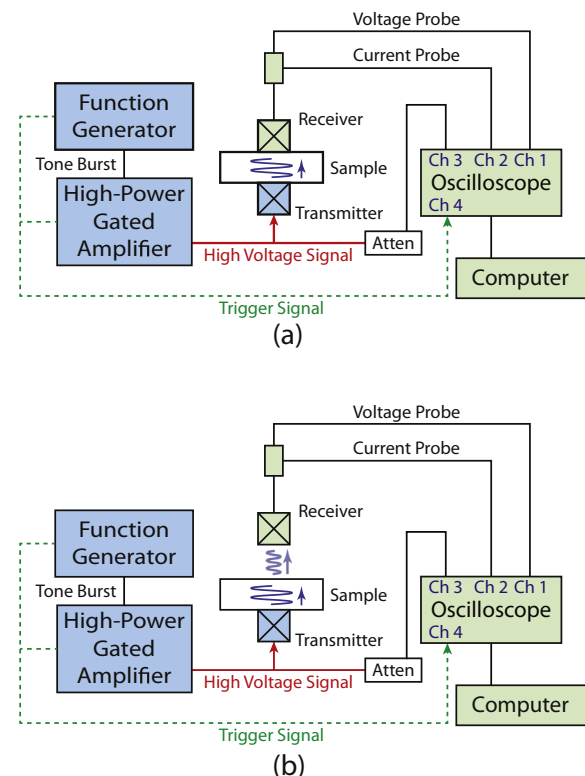 Voltage Probe
Current Probe
Function
Generator
Receiver
Tone Burst
Sample
Ch 3 Ch 2 Ch 1
Oscilloscope
Ch 4
High-Power
Gated
Amplifier
Transmitter
Atten
High Voltage Signal
Computer
Trigger Signal
(a)
Voltage Probe
Current Probe
Function
Generator
Receiver
Tone Burst
Sample
Ch 3 Ch 2 Ch 1
Oscilloscope
Ch 4
High-Power
Gated
Amplifier
Transmitter
Atten
High Voltage Signal
Computer
Trigger Signal
(b)